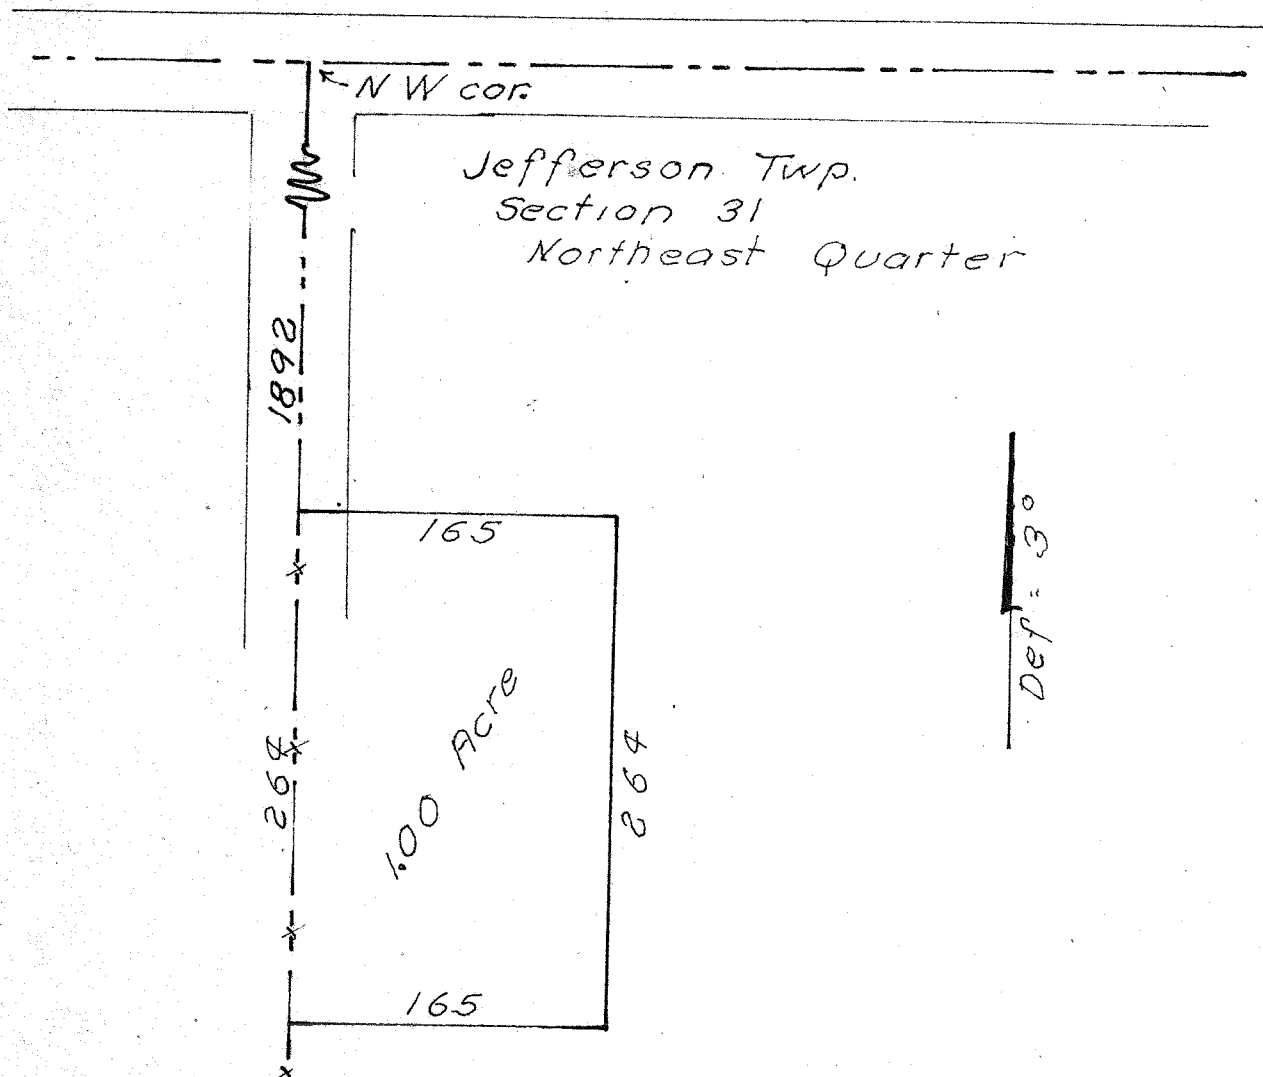 NW cor.
Jefferson Twp.
Section 31
Northeast Quarter
1892
165
Def = 3°
1.00 Acre
264
264
165